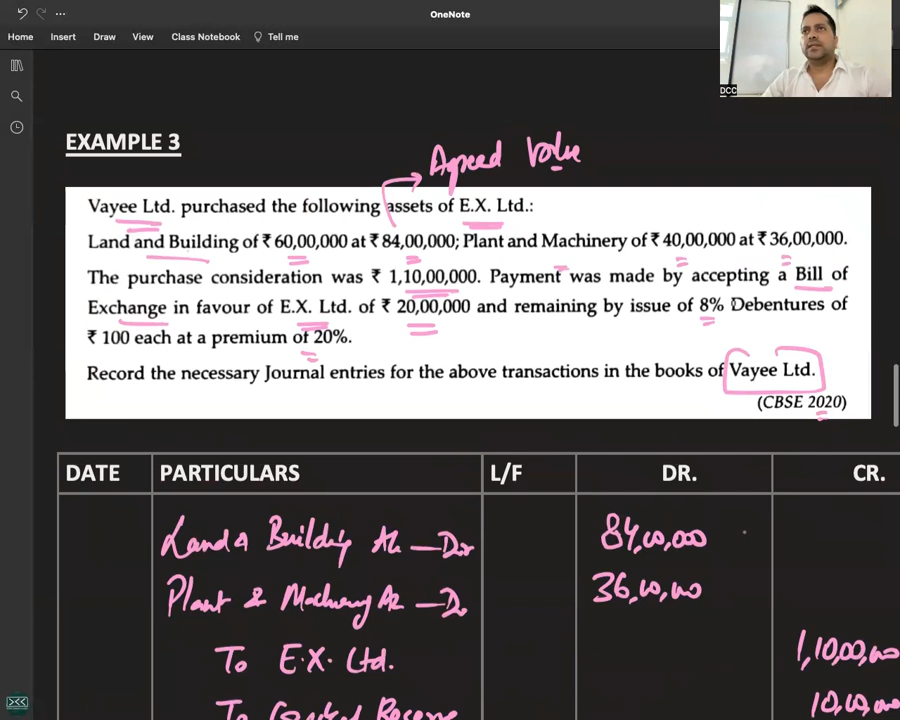 OneNote
Home Insert Draw View Class Notebook Tell me
DCC
EXAMPLE 3
Agreed Value
Vayee Ltd. purchased the following assets of E.X. Ltd.:
Land and Building of ₹ 60,00,000 at ₹ 84,00,000; Plant and Machinery of ₹ 40,00,000 at ₹ 36,00,000.
The purchase consideration was ₹ 1,10,00,000. Payment was made by accepting a Bill of
Exchange in favour of E.X. Ltd. of ₹ 20,00,000 and remaining by issue of 8% Debentures of
₹ 100 each at a premium of 20%.
Record the necessary Journal entries for the above transactions in the books of Vayee Ltd.
(CBSE 2020)
DATE PARTICULARS L/F DR. CR.
Land & Building A/c — Dr 84,00,000
Plant & Machinery A/c — Dr 36,00,000
To E.X. Ltd. 1,10,00,000
To Capital Reserve 10,00,000